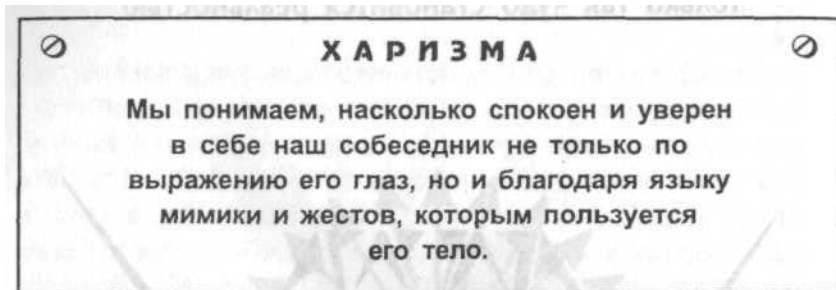 ХАРИЗМА
Мы понимаем, насколько спокоен и уверен
в себе наш собеседник не только по
выражению его глаз, но и благодаря языку
мимики и жестов, которым пользуется
его тело.